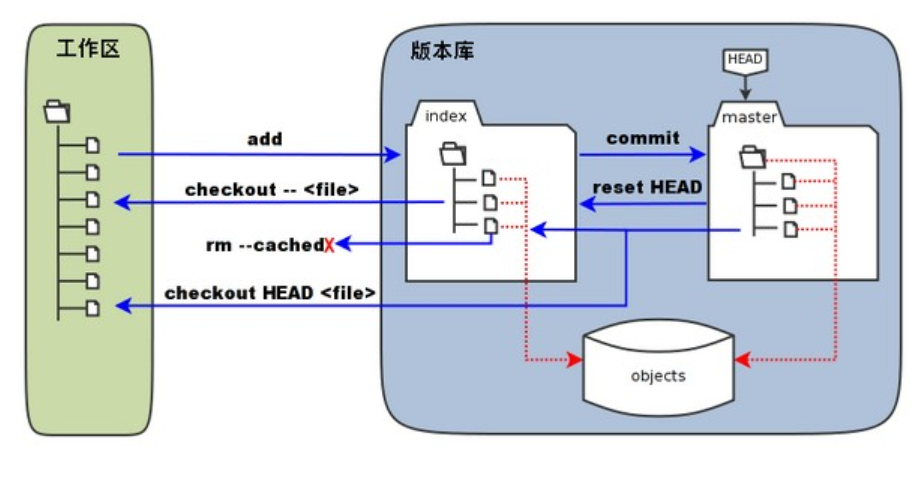 工作区
版本库
HEAD
index
master
add
commit
checkout -- <file>
reset HEAD
rm --cachedX
checkout HEAD <file>
objects